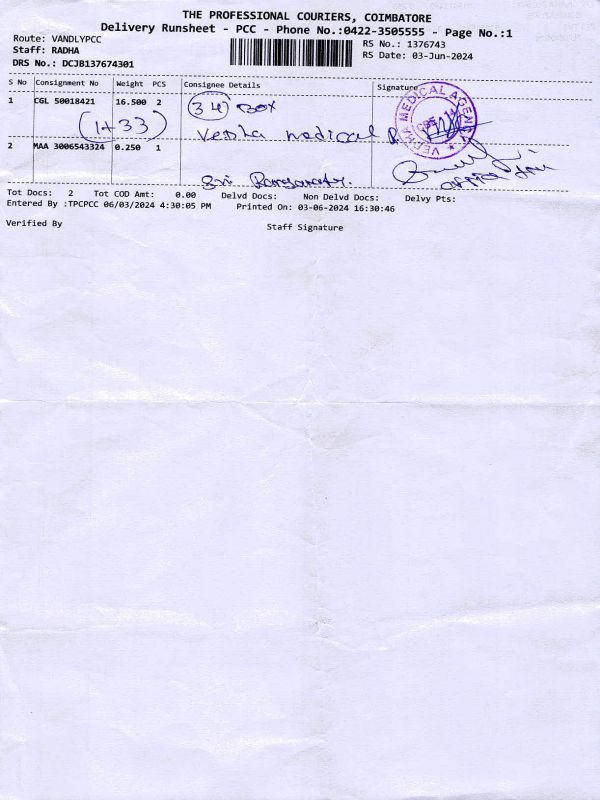 THE PROFESSIONAL COURIERS, COIMBATORE
Delivery Runsheet - PCC - Phone No.:0422-3505555 - Page No.:1
Route: VANDLYPCC
RS No.: 1376743
Staff: RADHA
RS Date: 03-Jun-2024
DRS No.: DCJB137674301
S No Consignment No Weight PCS Consignee Details Signature
1 CGL 50018421 16.500 2 34 Box
(1+33) medical
MEDICAL AGEN
2 MAA 3006543324 0.250 1
Sri
Tot Docs: 2 Tot COD Amt: 0.00 Delvd Docs: Non Delvd Docs: Delvy Pts:
Entered By :TPCPCC 06/03/2024 4:30:05 PM Printed On: 03-06-2024 16:30:46
Verified By
Staff Signature